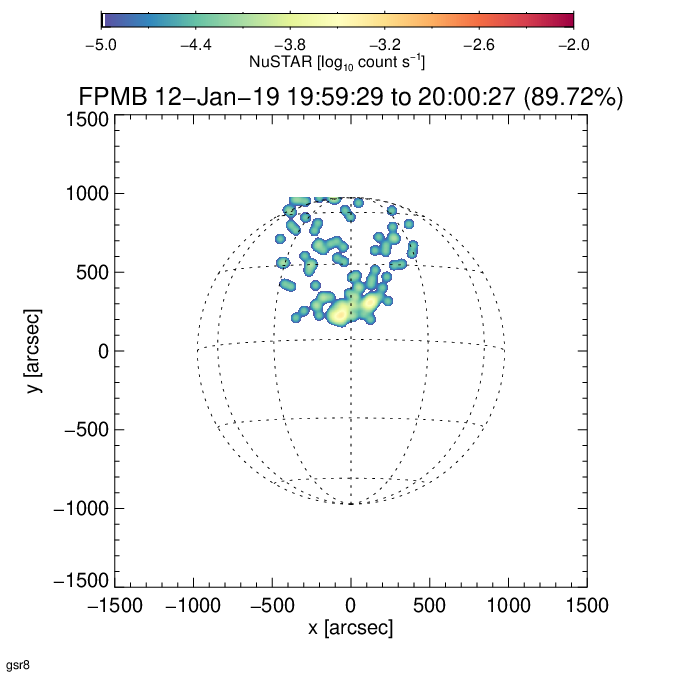 −5.0 −4.4 −3.8 −3.2 −2.6 −2.0
NuSTAR [log10 count s−1]
FPMB 12−Jan−19 19:59:29 to 20:00:27 (89.72%)
1500
1000
500
0
−500
−1000
−1500
y [arcsec]
−1500 −1000 −500 0 500 1000 1500
x [arcsec]
gsr8